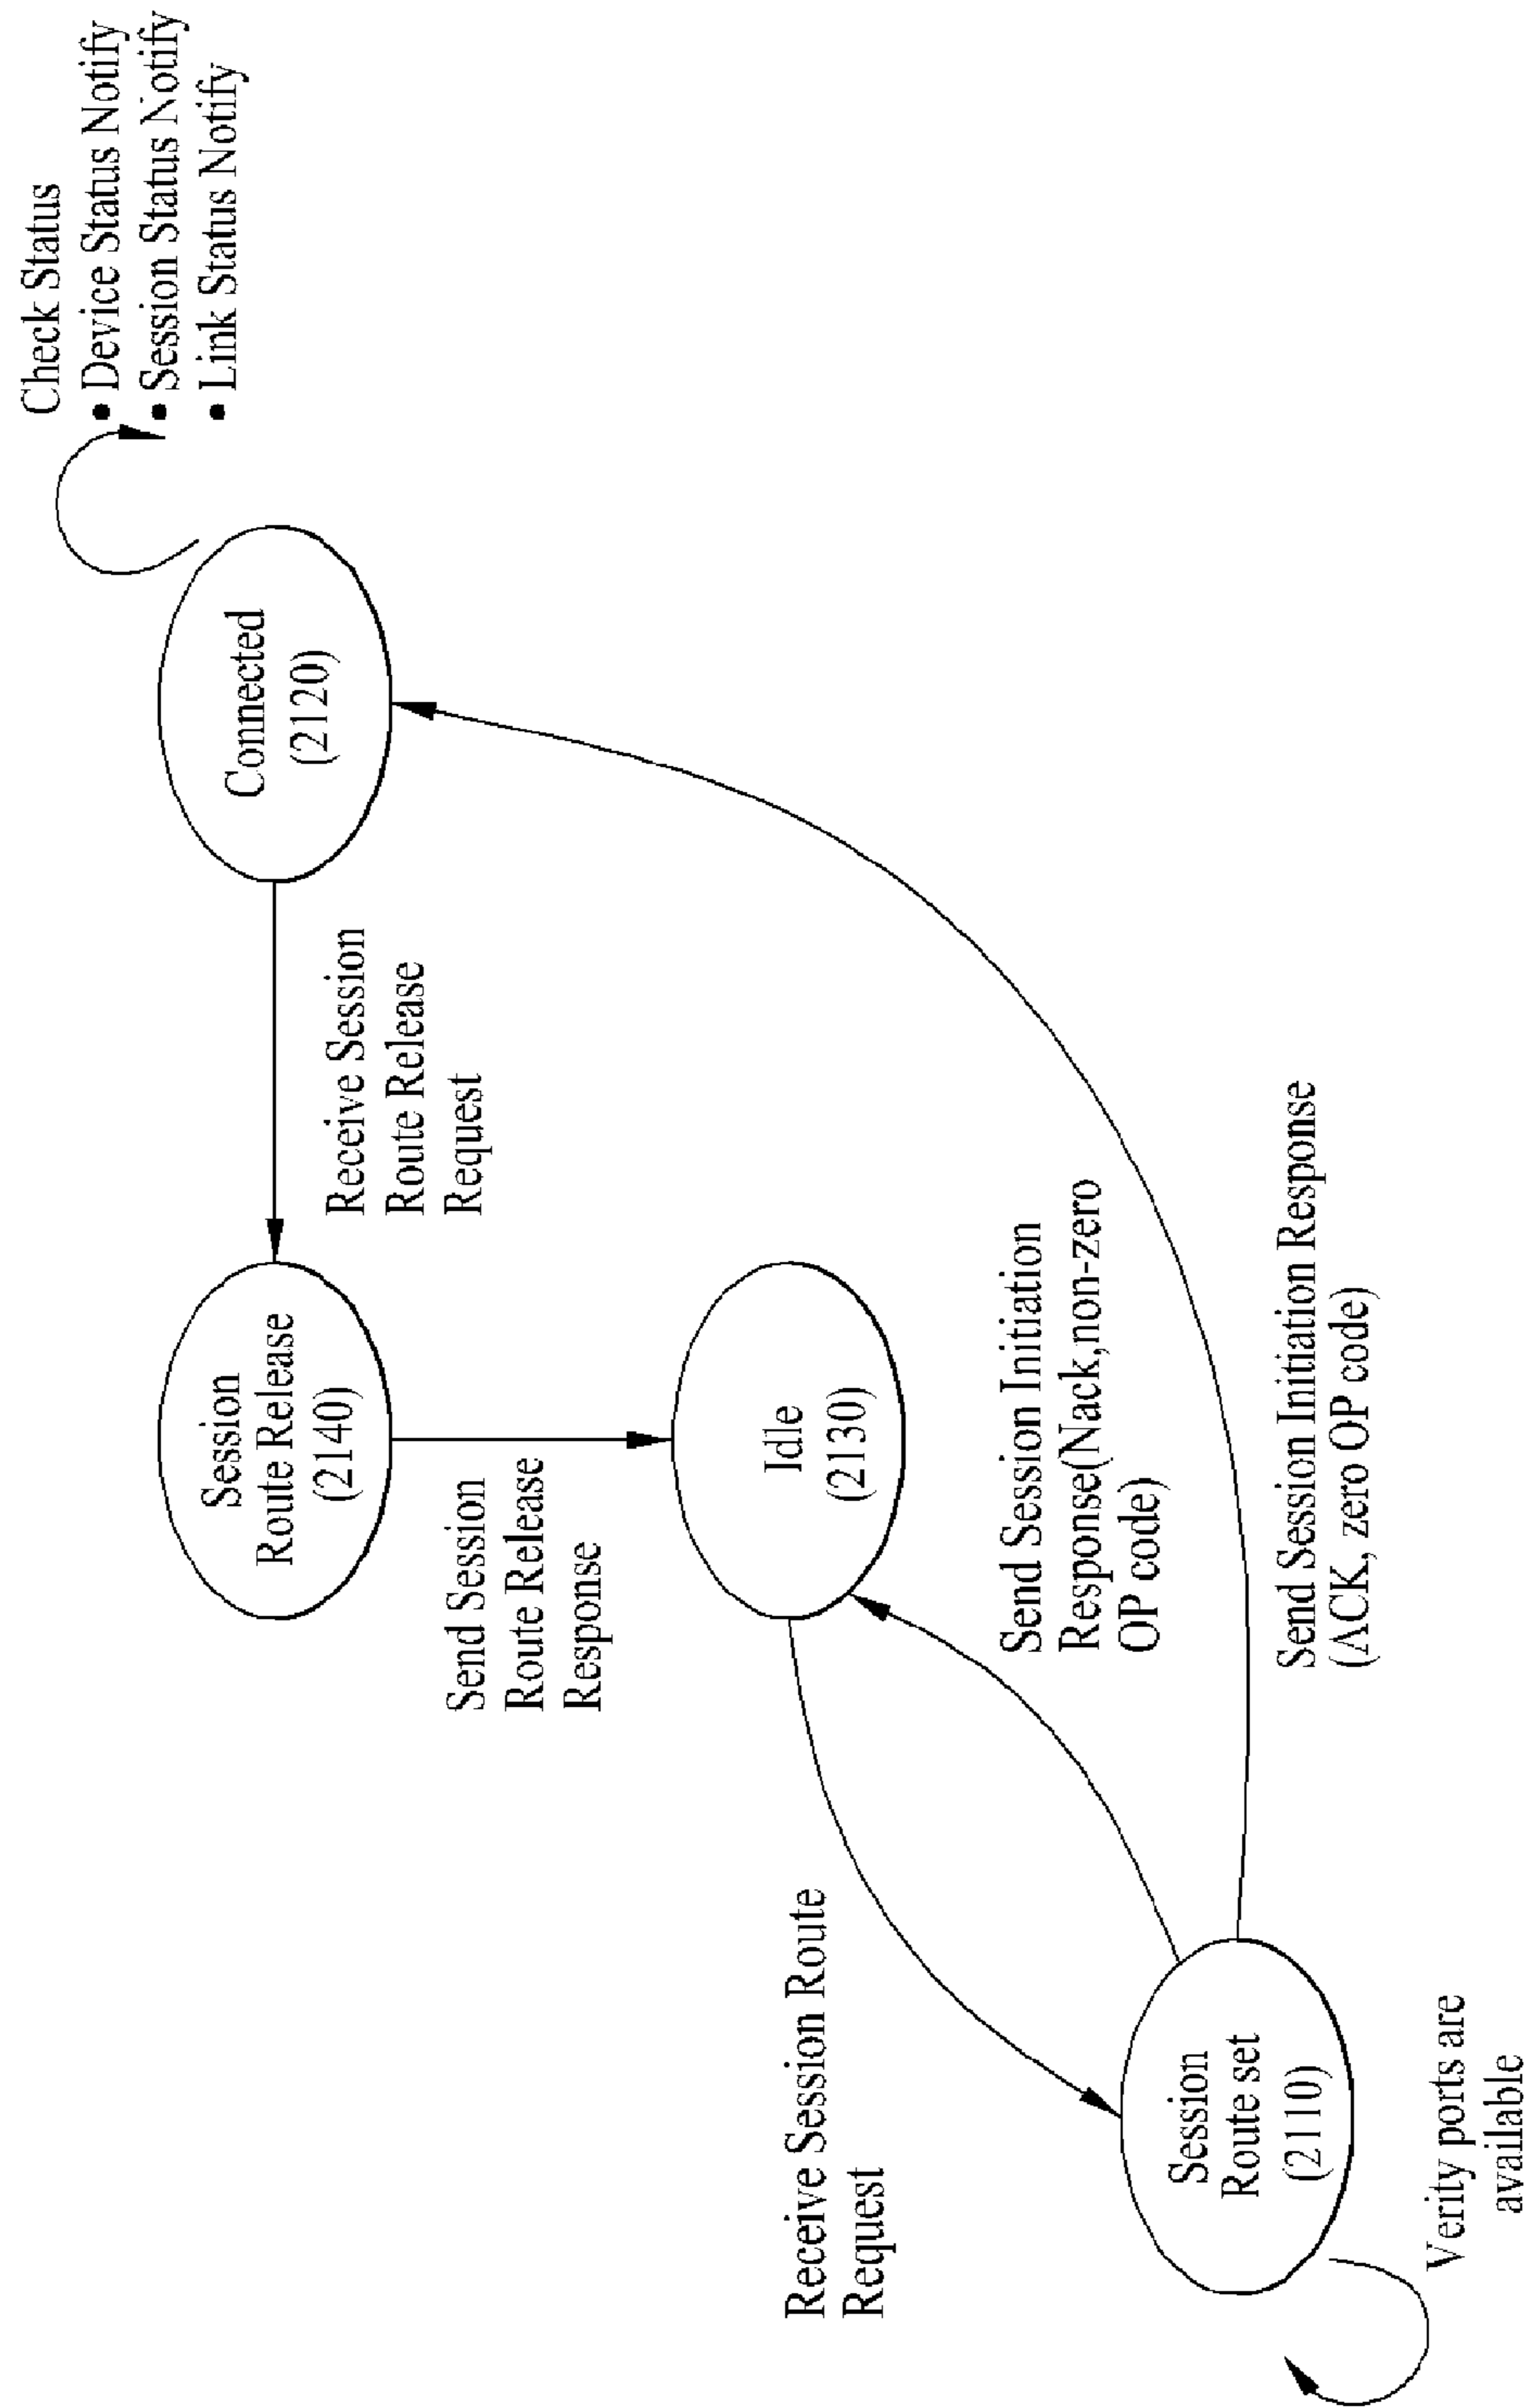 Check Status
• Device Status Notify
• Session Status Notify
• Link Status Notify
Connected
(2120)
Receive Session
Route Release
Request
Session
Route Release
(2140)
Send Session
Route Release
Response
Idle
(2130)
Send Session Initiation
Response(Nack,non-zero
OP code)
Send Session Initiation Response
(ACK, zero OP code)
Receive Session Route
Request
Session
Route set
(2110)
Verity ports are
available